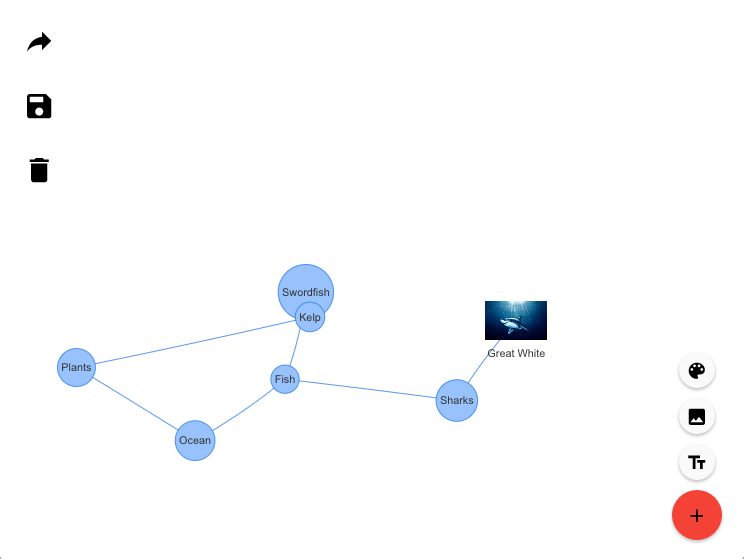 Swordfish
Kelp
Great White
Plants
Fish
Sharks
Ocean